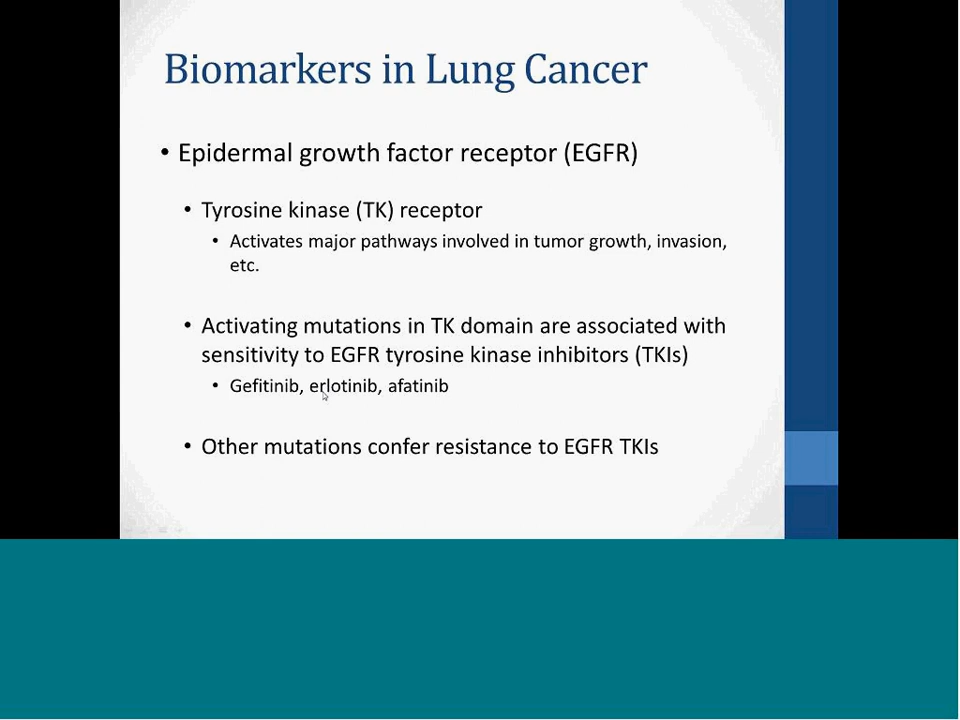 Biomarkers in Lung Cancer
• Epidermal growth factor receptor (EGFR)
• Tyrosine kinase (TK) receptor
• Activates major pathways involved in tumor growth, invasion,
etc.
• Activating mutations in TK domain are associated with
sensitivity to EGFR tyrosine kinase inhibitors (TKIs)
• Gefitinib, erlotinib, afatinib
• Other mutations confer resistance to EGFR TKIs